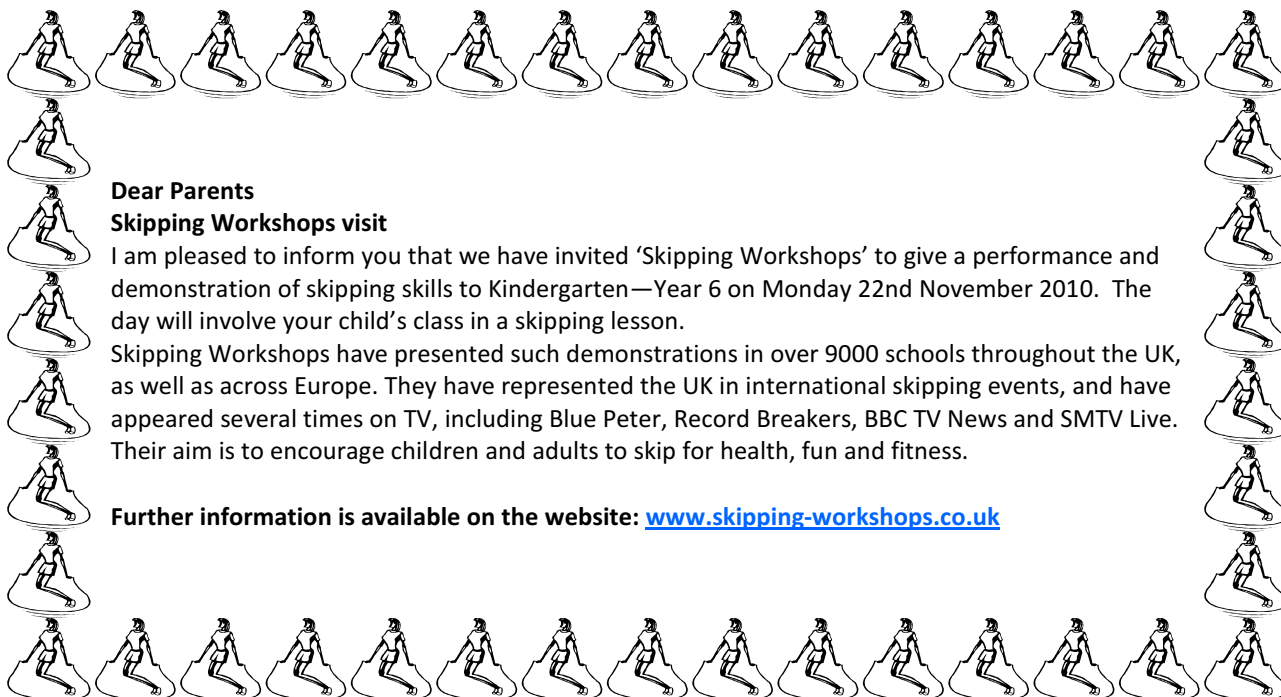 Dear Parents
Skipping Workshops visit
I am pleased to inform you that we have invited ‘Skipping Workshops’ to give a performance and
demonstration of skipping skills to Kindergarten—Year 6 on Monday 22nd November 2010.  The
day will involve your child’s class in a skipping lesson.
Skipping Workshops have presented such demonstrations in over 9000 schools throughout the UK,
as well as across Europe. They have represented the UK in international skipping events, and have
appeared several times on TV, including Blue Peter, Record Breakers, BBC TV News and SMTV Live.
Their aim is to encourage children and adults to skip for health, fun and fitness.
Further information is available on the website: www.skipping-workshops.co.uk